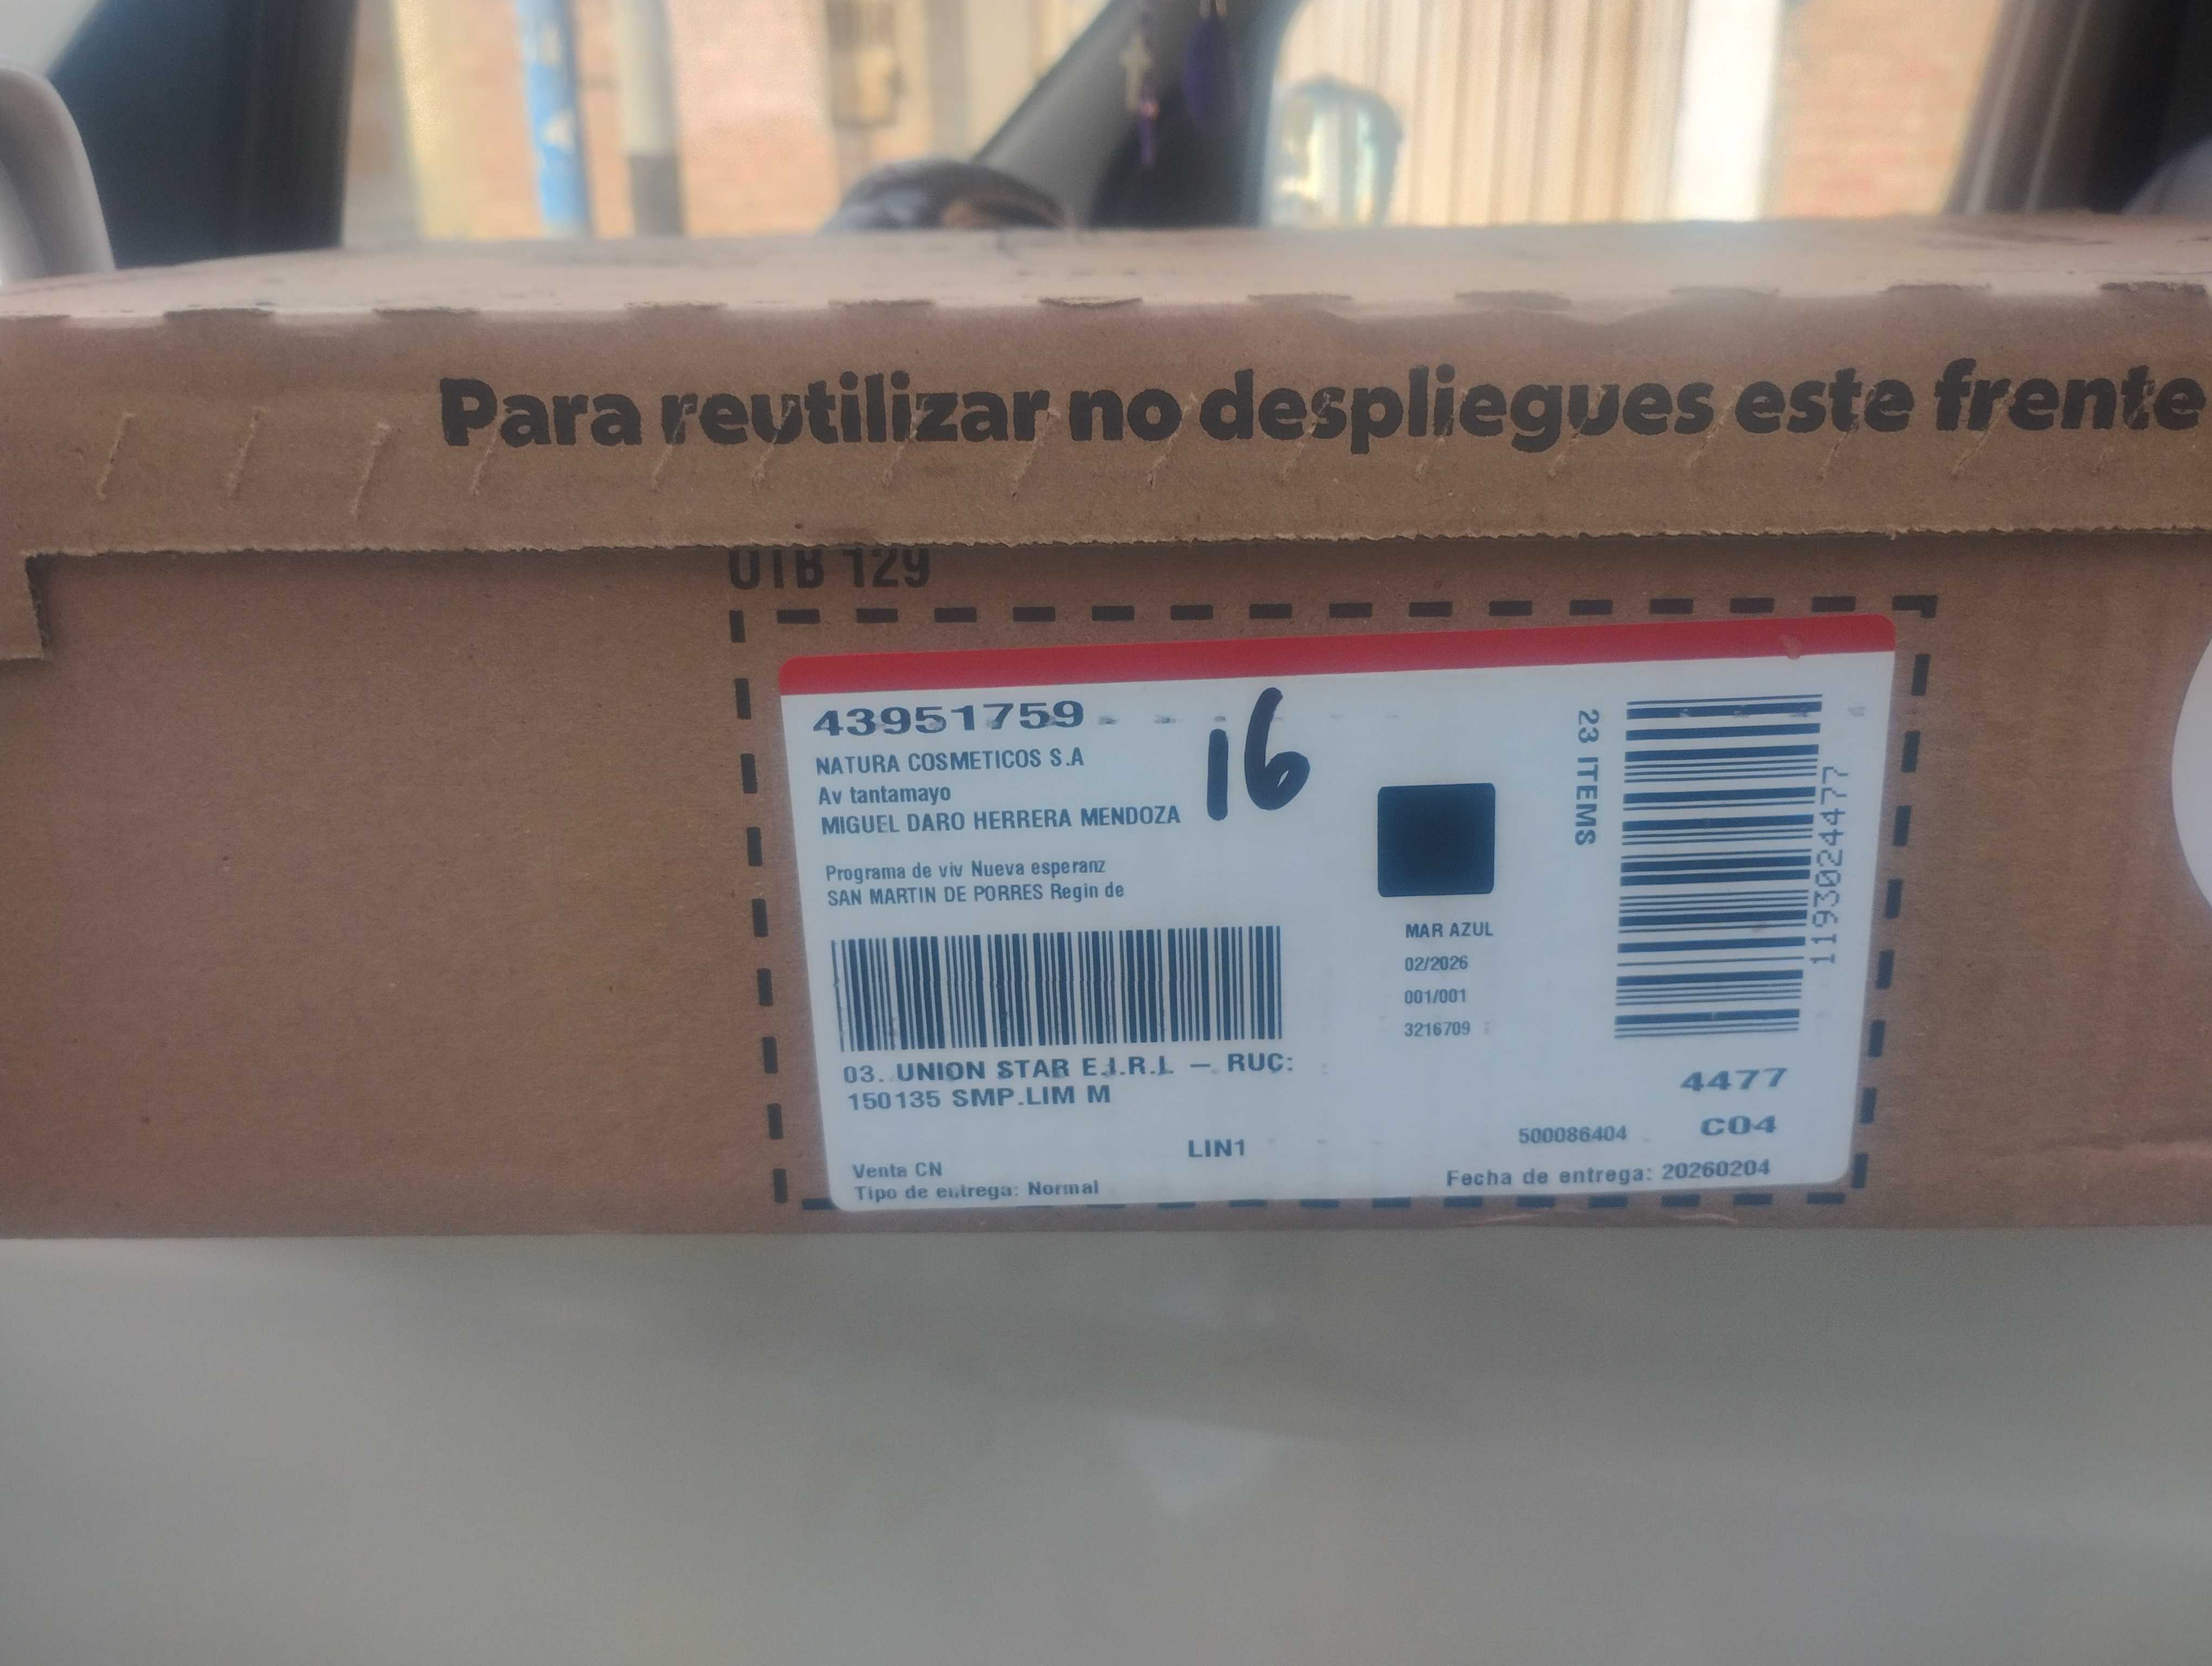 Para reutilizar no despliegues este frente
129
43951759
16
NATURA COSMETICOS S.A
Av tantamayo
MIGUEL DARO HERRERA MENDOZA
Programa de viv Nueva esperanz
SAN MARTIN DE PORRES Regin de
03. UNION STAR E.I.R.L — RUC:
150135 SMP.LIM M
LIN1
Venta CN
Tipo de entrega: Normal
MAR AZUL
02/2026
001/001
3216709
23 ITEMS
1193024477
4477
C04
500086404
Fecha de entrega: 20260204